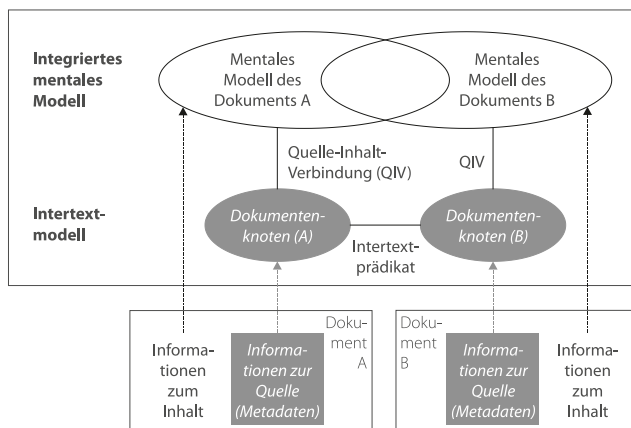 Integriertes
mentales
Modell
Mentales
Modell des
Dokuments A
Mentales
Modell des
Dokuments B
Quelle-Inhalt-
Verbindung (QIV)
QIV
Intertext-
modell
Dokumenten-
knoten (A)
Dokumenten-
knoten (B)
Intertext-
prädikat
Informa-
tionen
zum
Inhalt
Informa-
tionen zur
Quelle
(Metadaten)
Doku-
ment
A
Doku-
ment
B
Informa-
tionen zur
Quelle
(Metadaten)
Informa-
tionen
zum
Inhalt